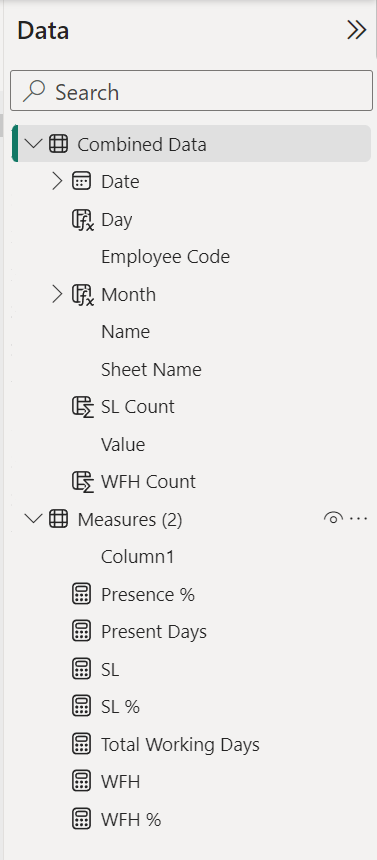 Data
Search
Combined Data
Date
Day
Employee Code
Month
Name
Sheet Name
SL Count
Value
WFH Count
Measures (2)
Column1
Presence %
Present Days
SL
SL %
Total Working Days
WFH
WFH %